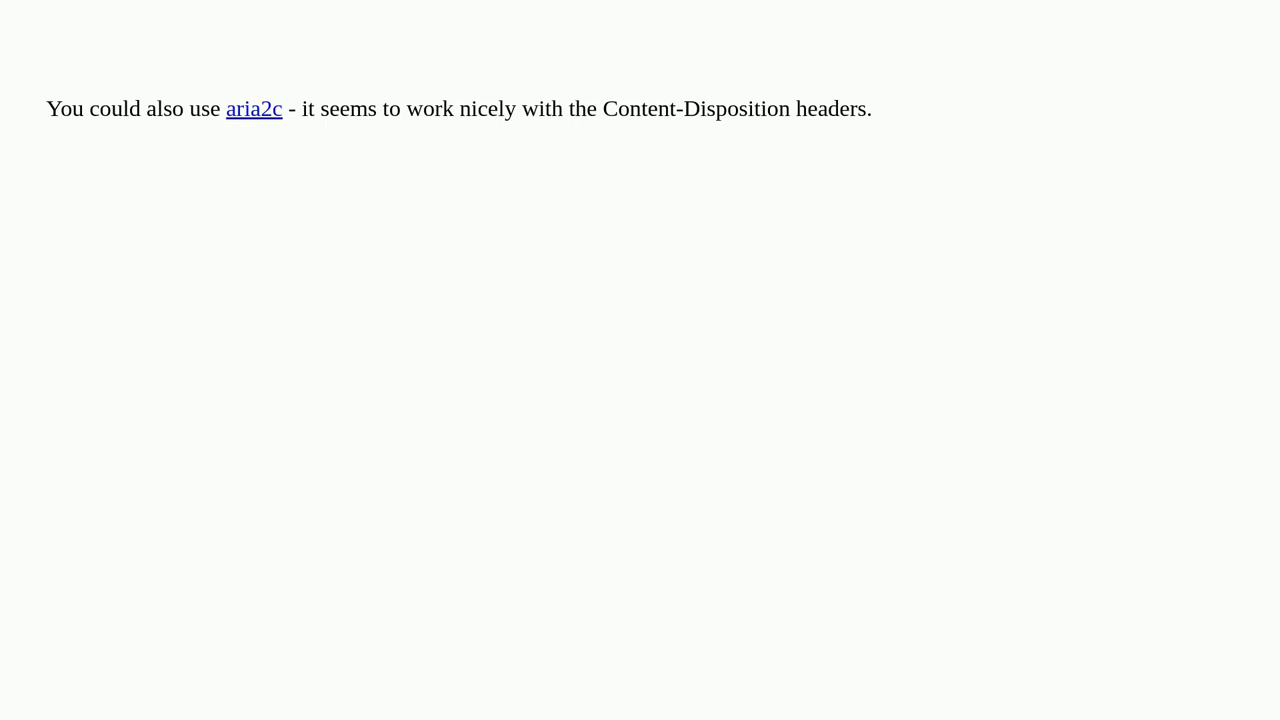 You could also use aria2c - it seems to work nicely with the Content-Disposition headers.